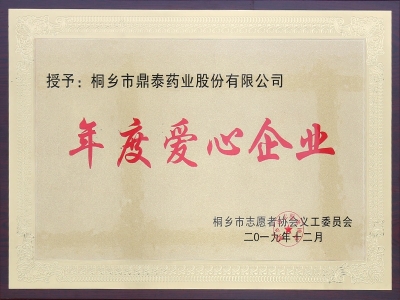 授予：桐乡市鼎泰药业股份有限公司
年度爱心企业
桐乡市志愿者协会义工委员会
二〇一九年十二月